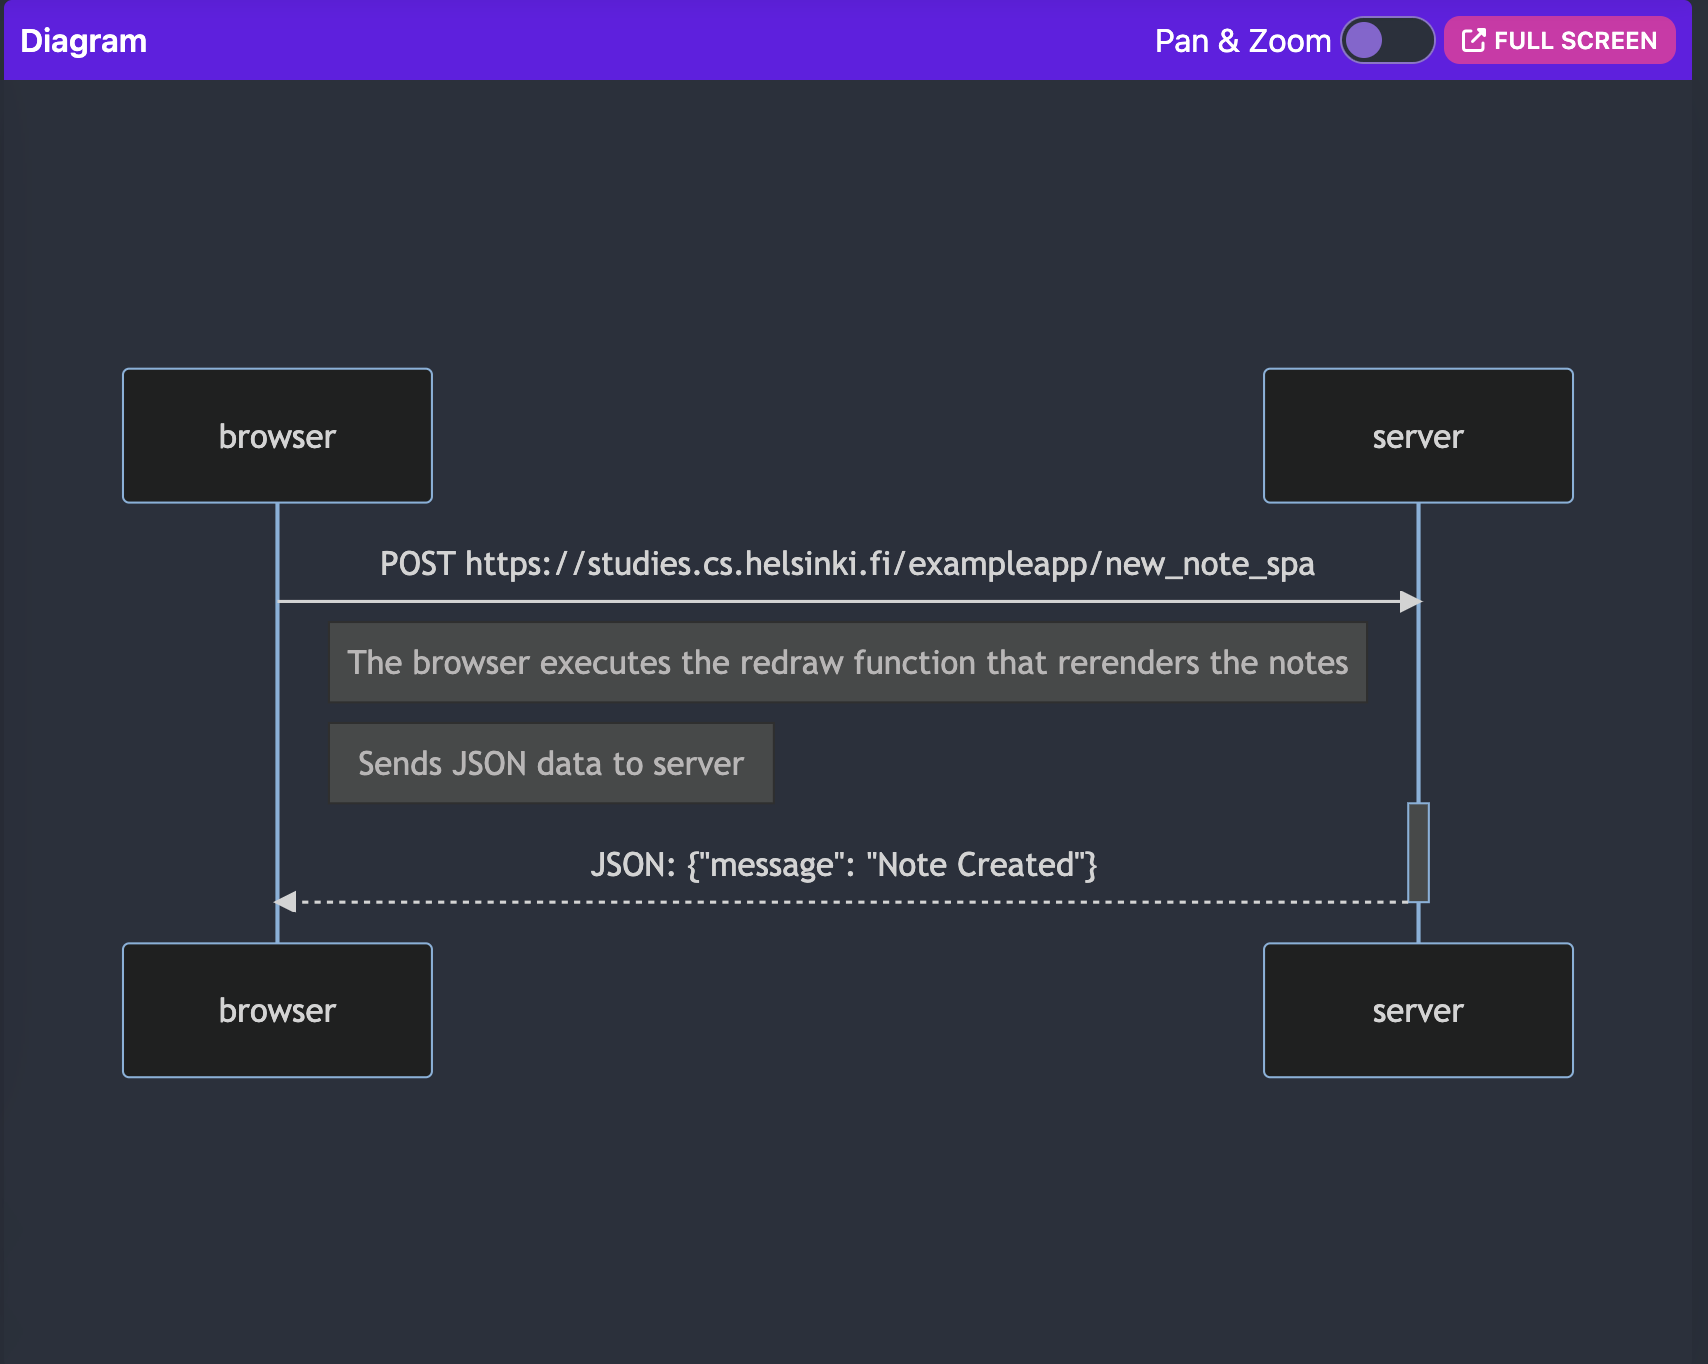 Diagram
Pan & Zoom
FULL SCREEN
browser
server
POST https://studies.cs.helsinki.fi/exampleapp/new_note_spa
The browser executes the redraw function that rerenders the notes
Sends JSON data to server
JSON: {"message": "Note Created"}
browser
server